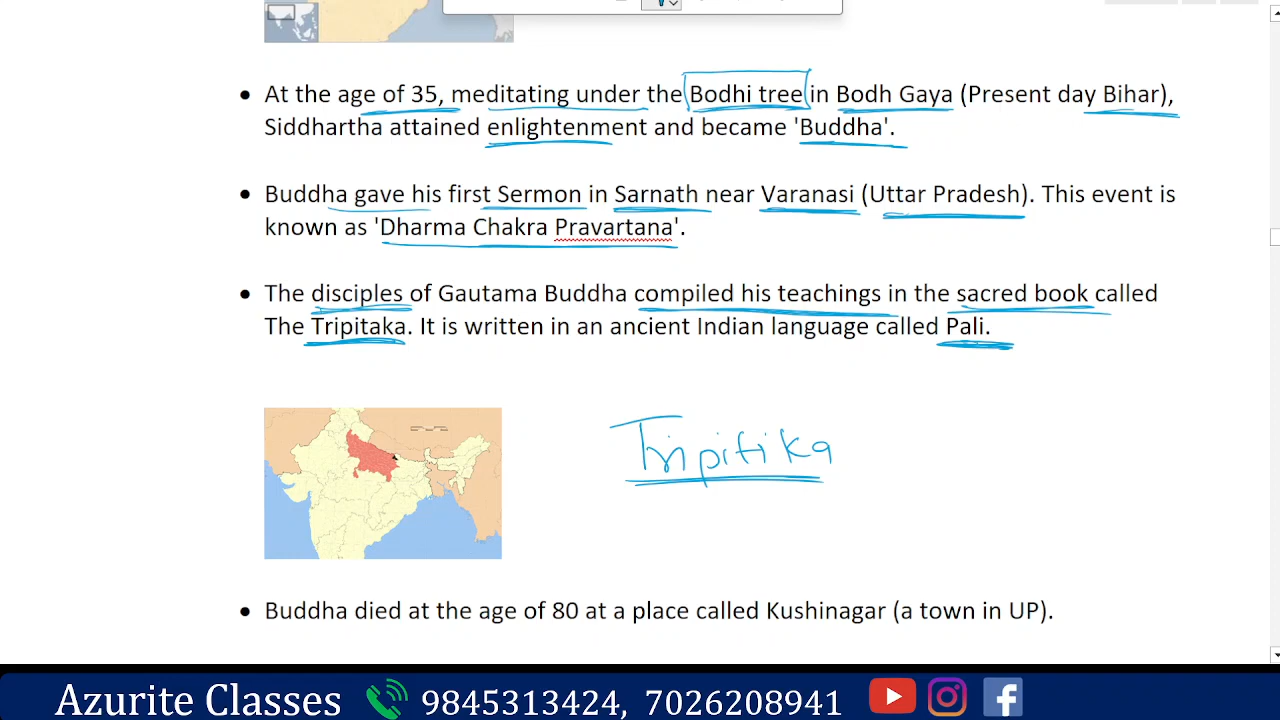 At the age of 35, meditating under the Bodhi tree in Bodh Gaya (Present day Bihar),
Siddhartha attained enlightenment and became 'Buddha'.
Buddha gave his first Sermon in Sarnath near Varanasi (Uttar Pradesh). This event is
known as 'Dharma Chakra Pravartana'.
The disciples of Gautama Buddha compiled his teachings in the sacred book called
The Tripitaka. It is written in an ancient Indian language called Pali.
Tripitika
Buddha died at the age of 80 at a place called Kushinagar (a town in UP).
Azurite Classes 9845313424, 7026208941